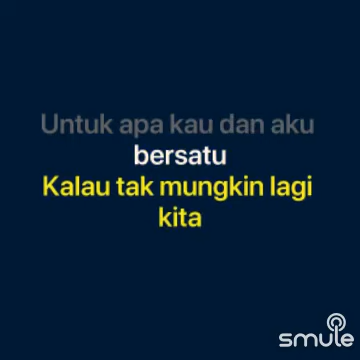 Untuk apa kau dan aku
bersatu
Kalau tak mungkin lagi
kita
smule